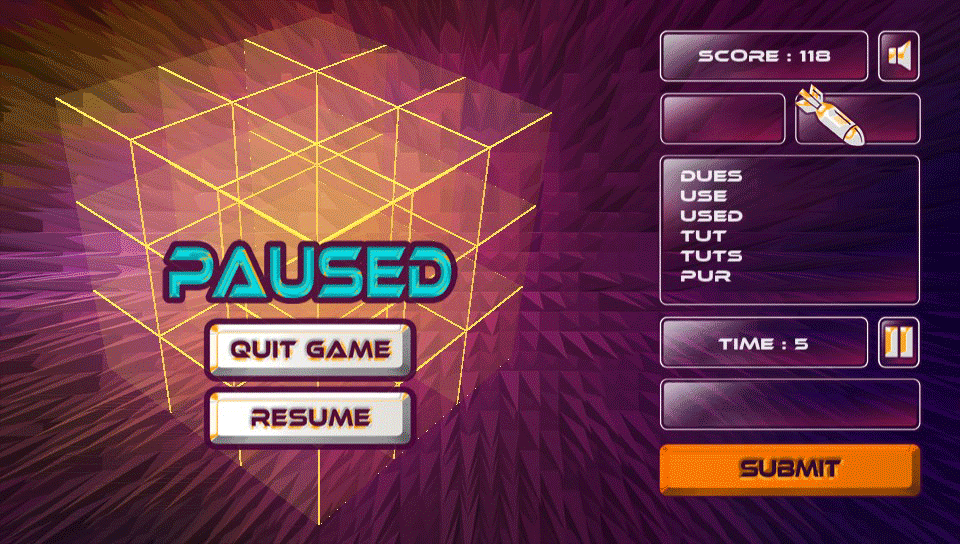 SCORE : 118
DUES
USE
USED
TUT
TUTS
PUR
PAUSED
QUIT GAME
RESUME
TIME : 5
SUBMIT